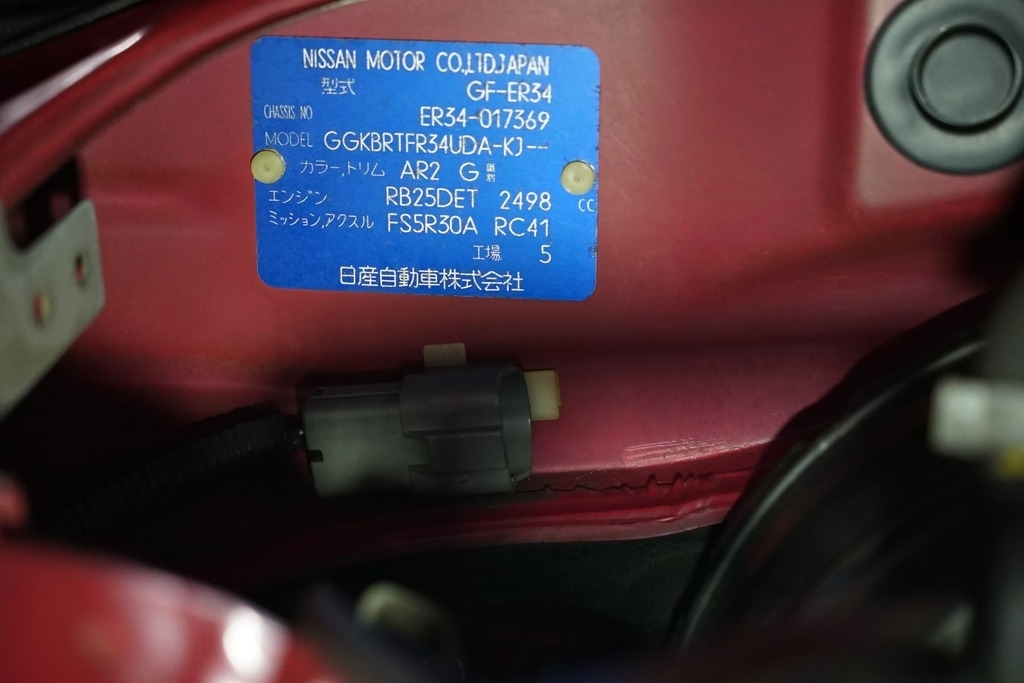 NISSAN MOTOR CO.,LTD.JAPAN
型式 GF-ER34
CHASSIS NO ER34-017369
MODEL GGKBRTFR34UDA-KJ--
カラー,トリム AR2 G 識別
エンジン RB25DET 2498 CC
ミッション,アクスル FS5R30A RC41
工場 5
日産自動車株式会社